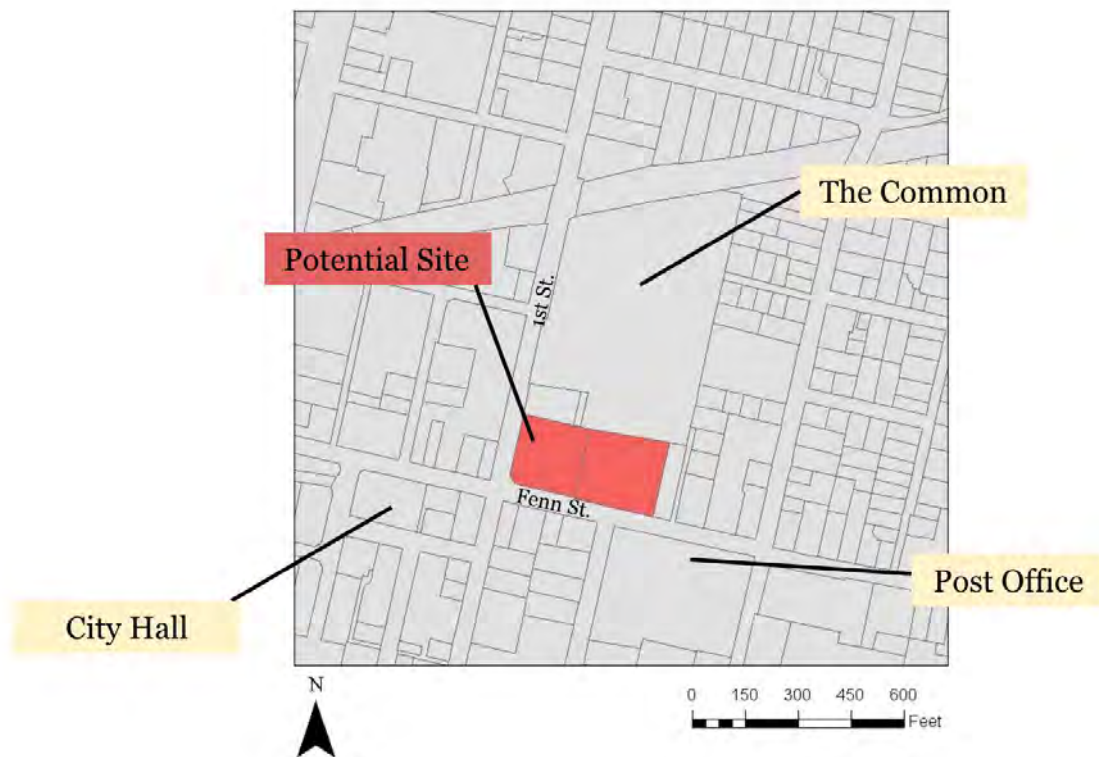 The Common
Potential Site
1st St.
Fenn St.
Post Office
City Hall
N
0 150 300 450 600
Feet